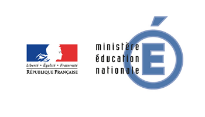 Liberté • Égalité • Fraternité
RÉPUBLIQUE FRANÇAISE
ministère
éducation
nationale
É